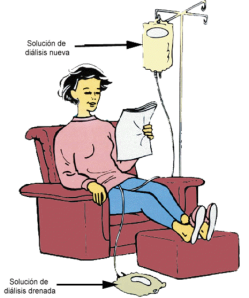 Solución de
diálisis nueva
Solución de
diálisis drenada